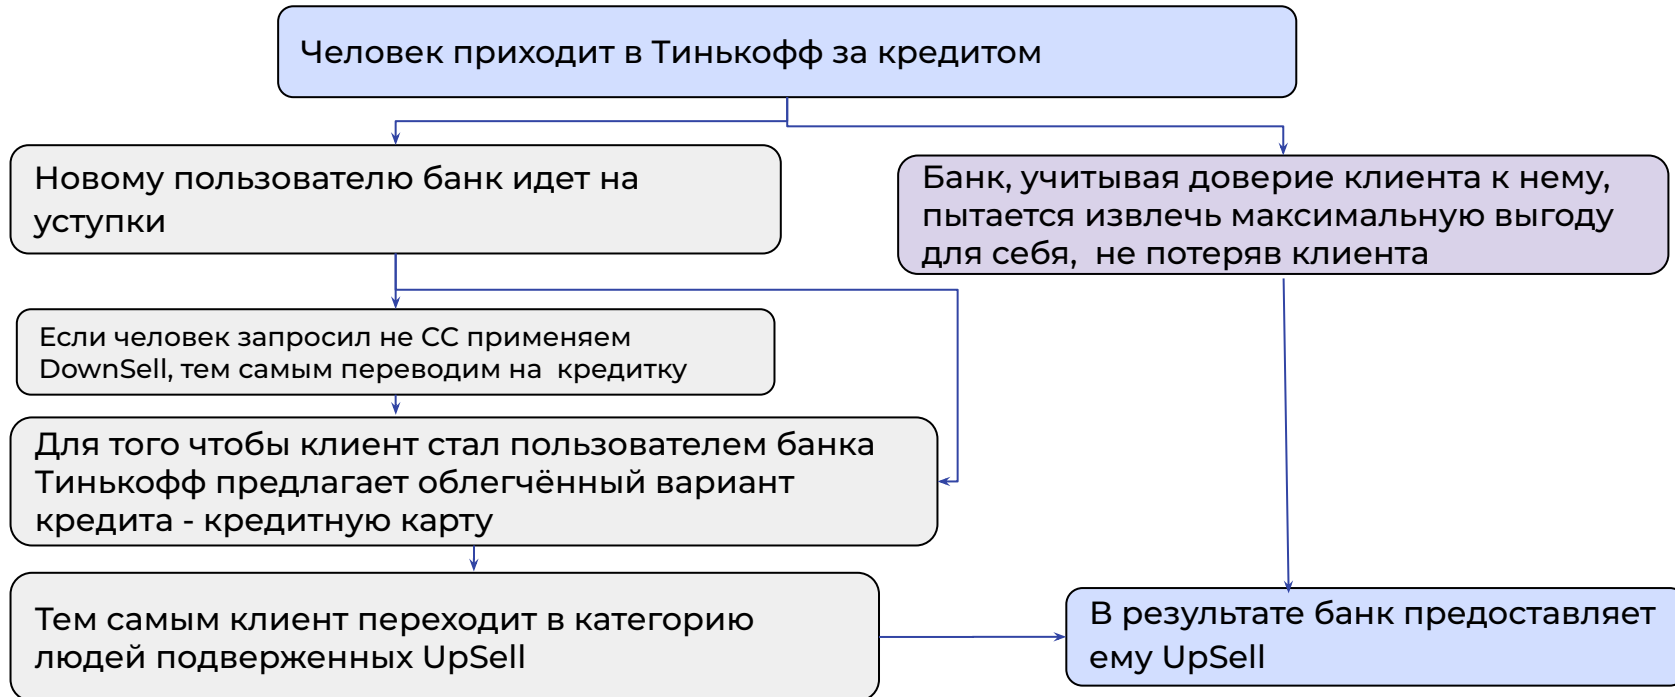 Человек приходит в Тинькофф за кредитом
Новому пользователю банк идет на
уступки
Банк, учитывая доверие клиента к нему,
пытается извлечь максимальную выгоду
для себя,  не потеряв клиента
Если человек запросил не СС применяем
DownSell, тем самым переводим на  кредитку
Для того чтобы клиент стал пользователем банка
Тинькофф предлагает облегчённый вариант
кредита - кредитную карту
Тем самым клиент переходит в категорию
людей подверженных UpSell
В результате банк предоставляет
ему UpSell